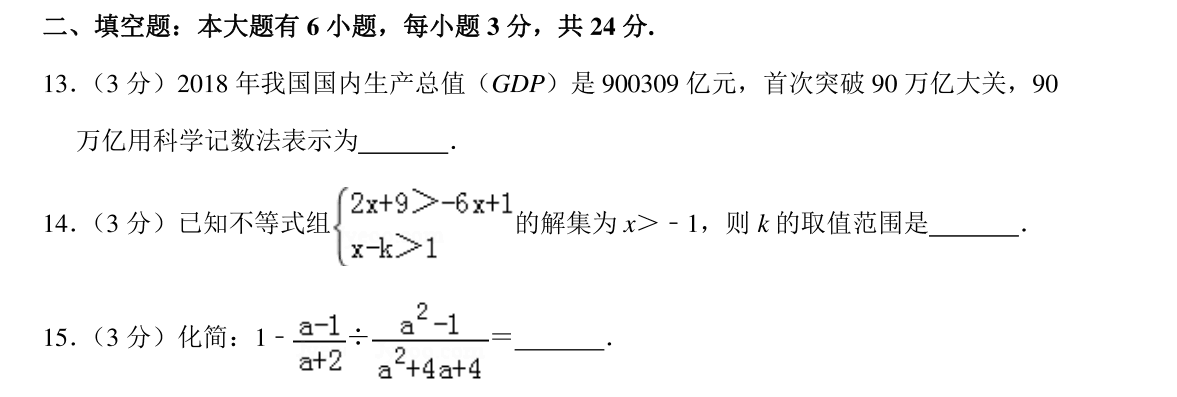 二、填空题：本大题有 6 小题，每小题 3 分，共 24 分．
13．（3 分）2018 年我国国内生产总值（GDP）是 900309 亿元，首次突破 90 万亿大关，90
万亿用科学记数法表示为_______．
14．（3 分）已知不等式组{2x+9＞-6x+1 x-k＞1 的解集为 x＞﹣1，则 k 的取值范围是_______．
15．（3 分）化简：1﹣(a-1)/(a+2)÷(a²-1)/(a²+4a+4)＝_______．